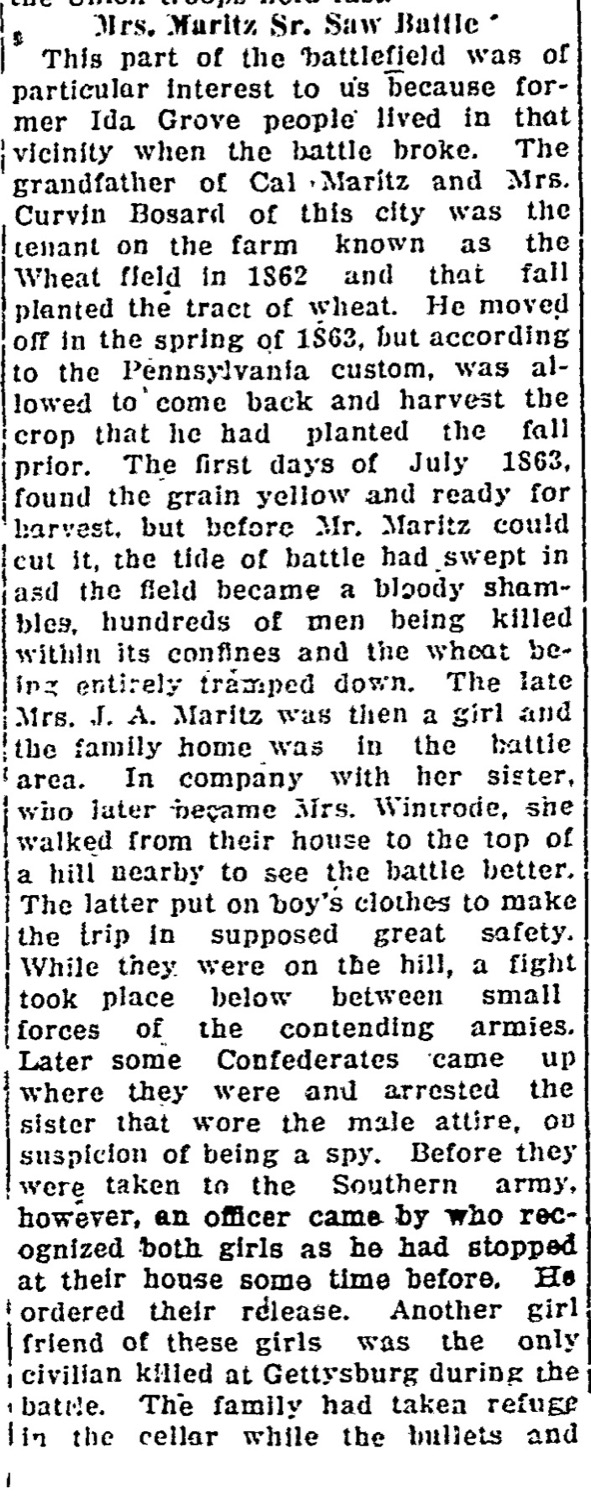 Mrs. Maritz Sr. Saw Battle
This part of the battlefield was of
particular interest to us because for-
mer Ida Grove people lived in that
vicinity when the battle broke. The
grandfather of Cal Maritz and Mrs.
Curvin Bosard of this city was the
tenant on the farm known as the
Wheat field in 1862 and that fall
planted the tract of wheat. He moved
off in the spring of 1863, but according
to the Pennsylvania custom, was al-
lowed to come back and harvest the
crop that he had planted the fall
prior. The first days of July 1863,
found the grain yellow and ready for
harvest, but before Mr. Maritz could
cut it, the tide of battle had swept in
asd the field became a bloody sham-
bles, hundreds of men being killed
within its confines and the wheat be-
ing entirely tramped down. The late
Mrs. J. A. Maritz was then a girl and
the family home was in the battle
area. In company with her sister,
who later became Mrs. Wintrode, she
walked from their house to the top of
a hill nearby to see the battle better.
The latter put on boy's clothes to make
the trip in supposed great safety.
While they were on the hill, a fight
took place below between small
forces of the contending armies.
Later some Confederates came up
where they were and arrested the
sister that wore the male attire, on
suspicion of being a spy. Before they
were taken to the Southern army,
however, an officer came by who rec-
ognized both girls as he had stopped
at their house some time before. He
ordered their release. Another girl
friend of these girls was the only
civilian killed at Gettysburg during the
battle. The family had taken refuge
in the cellar while the bullets and